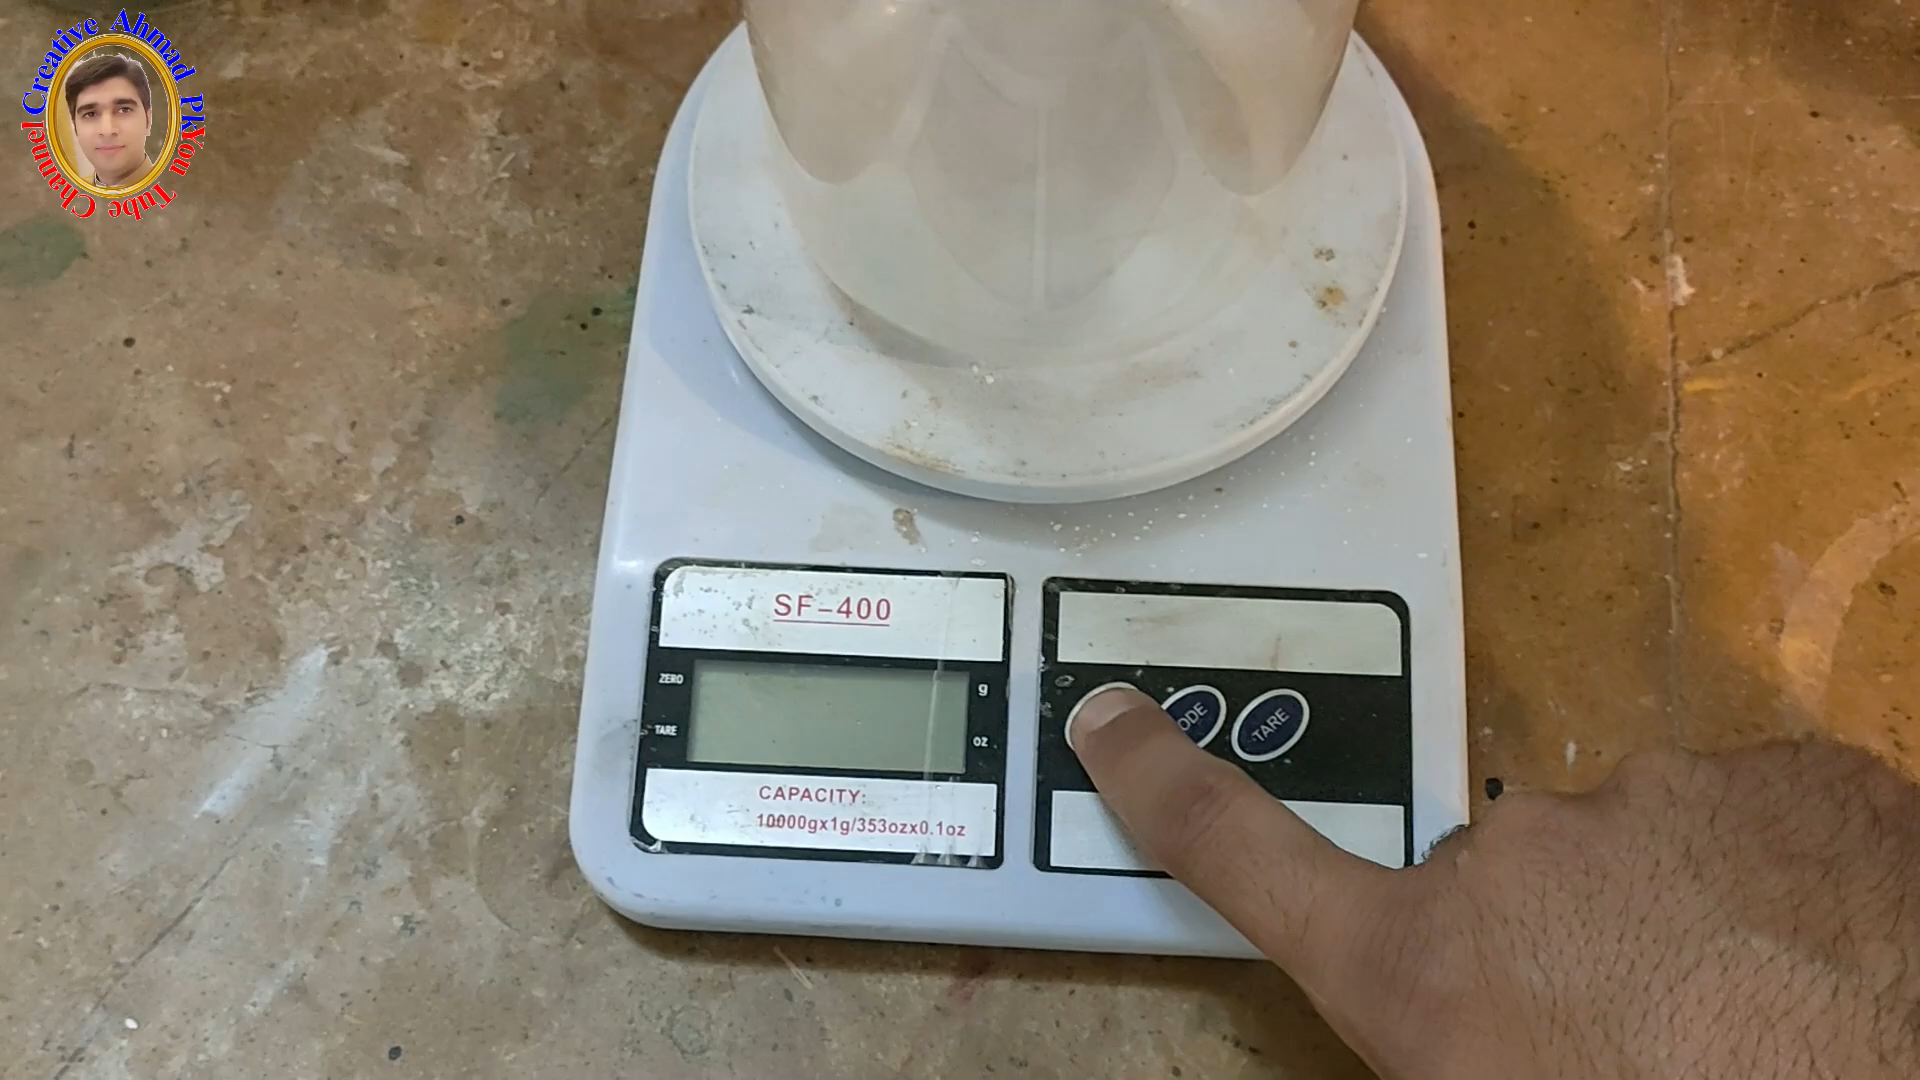 Creative Ahmad Pk You Tube Channel
SF-400
ZERO
g
TARE
oz
CAPACITY:
10000gx1g/353ozx0.1oz
ODE
TARE